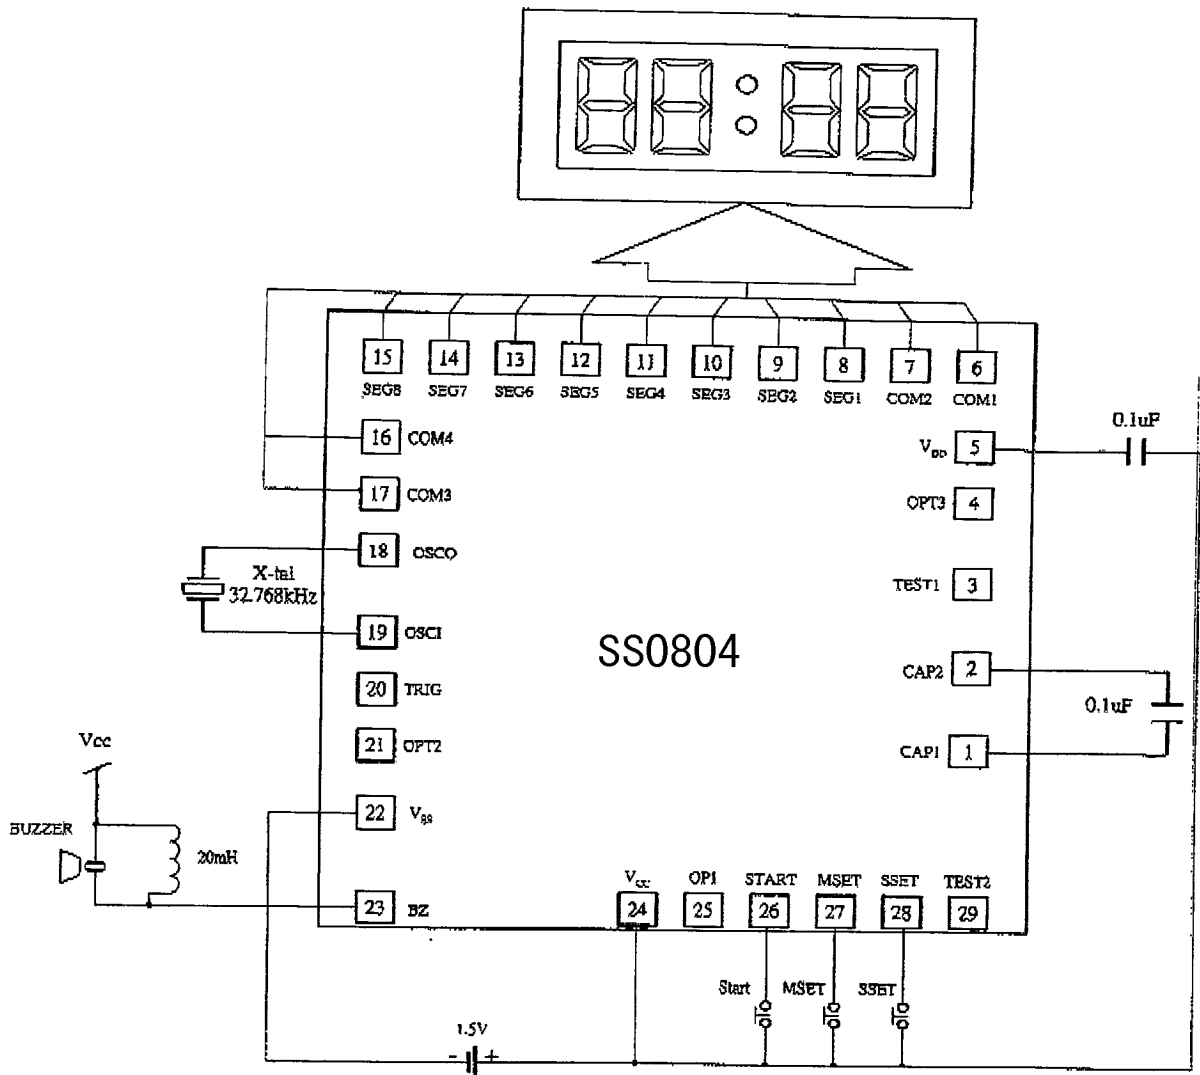 15 14 13 12 11 10 9 8 7 6
SEG8 SEG7 SEG6 SEG5 SEG4 SEG3 SEG2 SEG1 COM2 COM1
16 COM4
0.1uF
VDD 5
17 COM3
OPT3 4
18 OSCO
X-tal
32.768kHz
TEST1 3
19 OSCI
SS0804
CAP2 2
20 TRIG
0.1uF
21 OPT2
Vcc
CAP1 1
22 Vss
BUZZER
20mH
23 BZ
Vcc OP1 START MSET SSET TEST2
24 25 26 27 28 29
Start MSET SSET
1.5V
- +